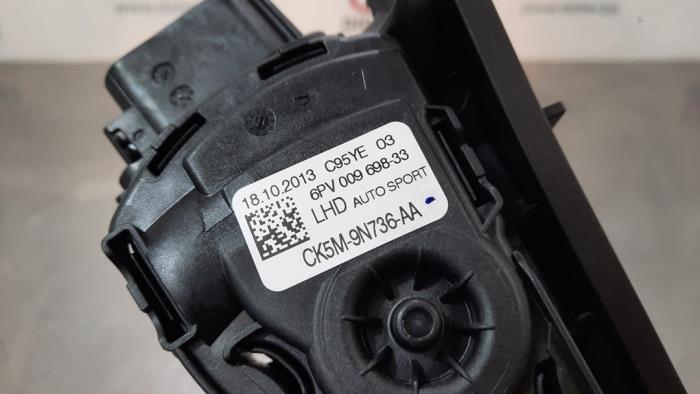 18.10.2013 C95YE 03
6PV 009 698-33
LHD AUTO SPORT
CK5M-9N736-AA